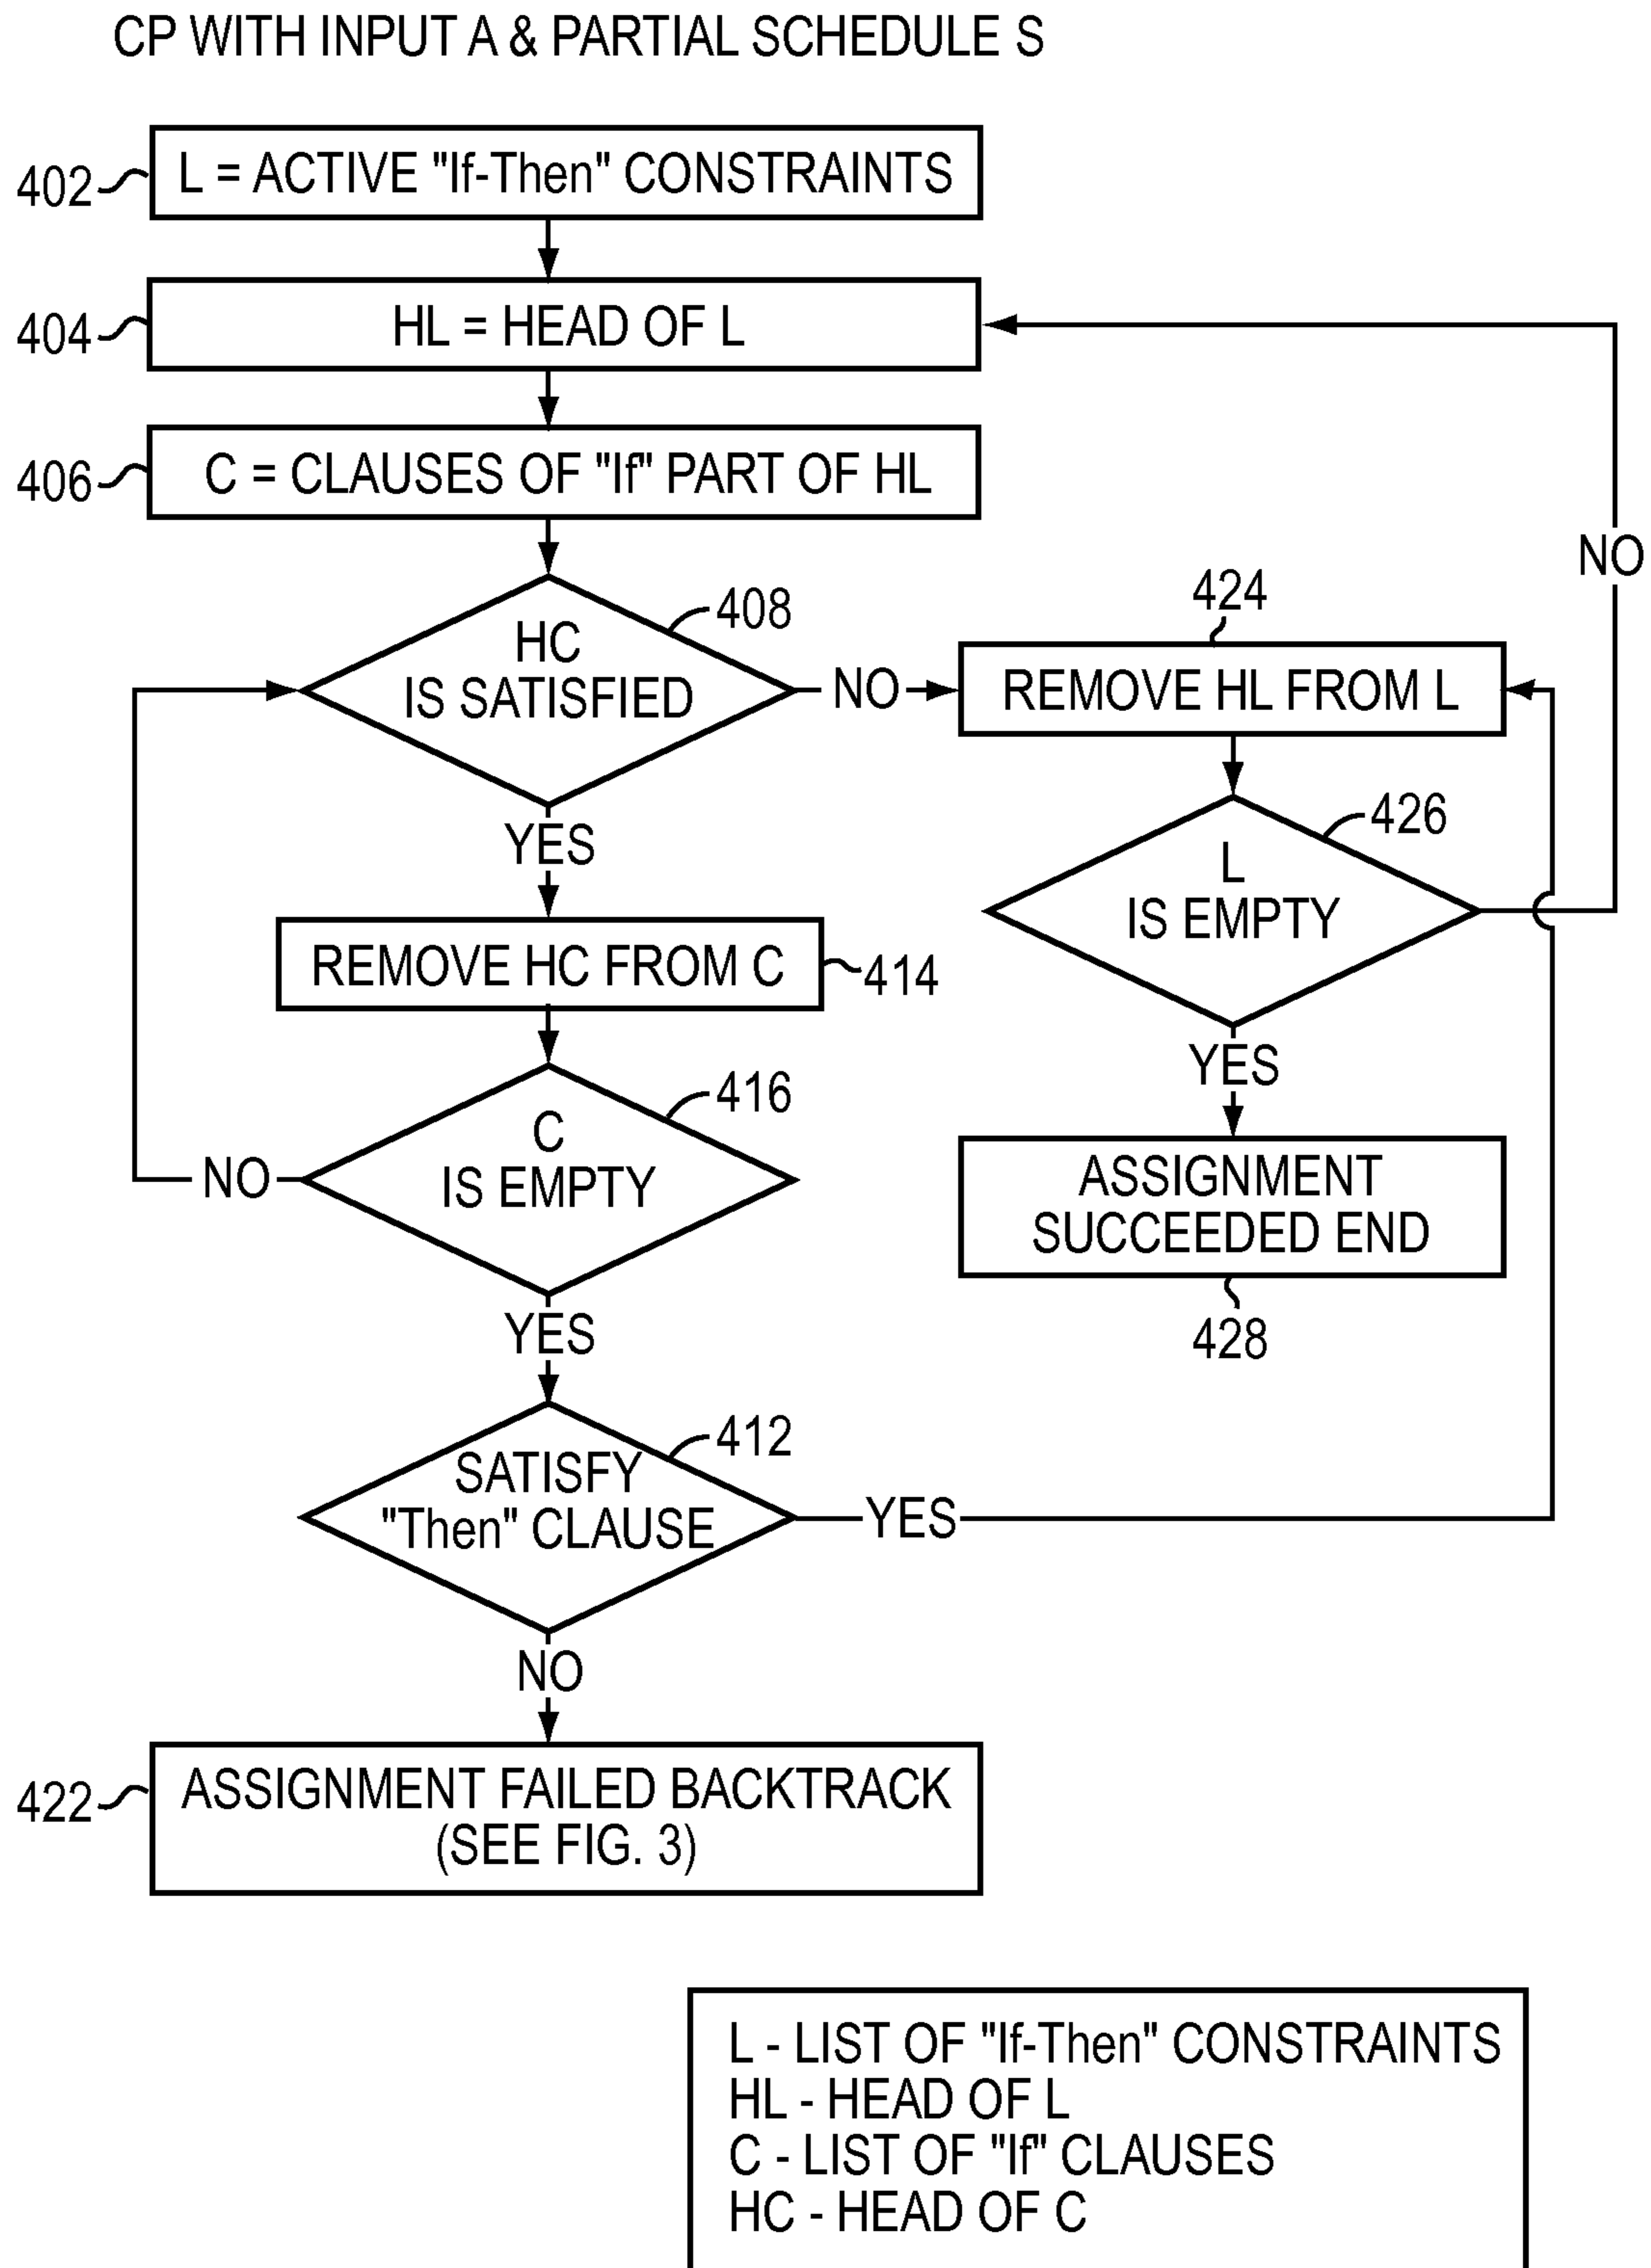 CP WITH INPUT A & PARTIAL SCHEDULE S
402
L = ACTIVE "If-Then" CONSTRAINTS
404
HL = HEAD OF L
406
C = CLAUSES OF "If" PART OF HL
NO
408
HC
IS SATISFIED
NO
424
REMOVE HL FROM L
YES
426
L
IS EMPTY
REMOVE HC FROM C
414
YES
416
C
IS EMPTY
NO
ASSIGNMENT
SUCCEEDED END
428
YES
412
SATISFY
"Then" CLAUSE
YES
NO
422
ASSIGNMENT FAILED BACKTRACK
(SEE FIG. 3)
L - LIST OF "If-Then" CONSTRAINTS
HL - HEAD OF L
C - LIST OF "If" CLAUSES
HC - HEAD OF C